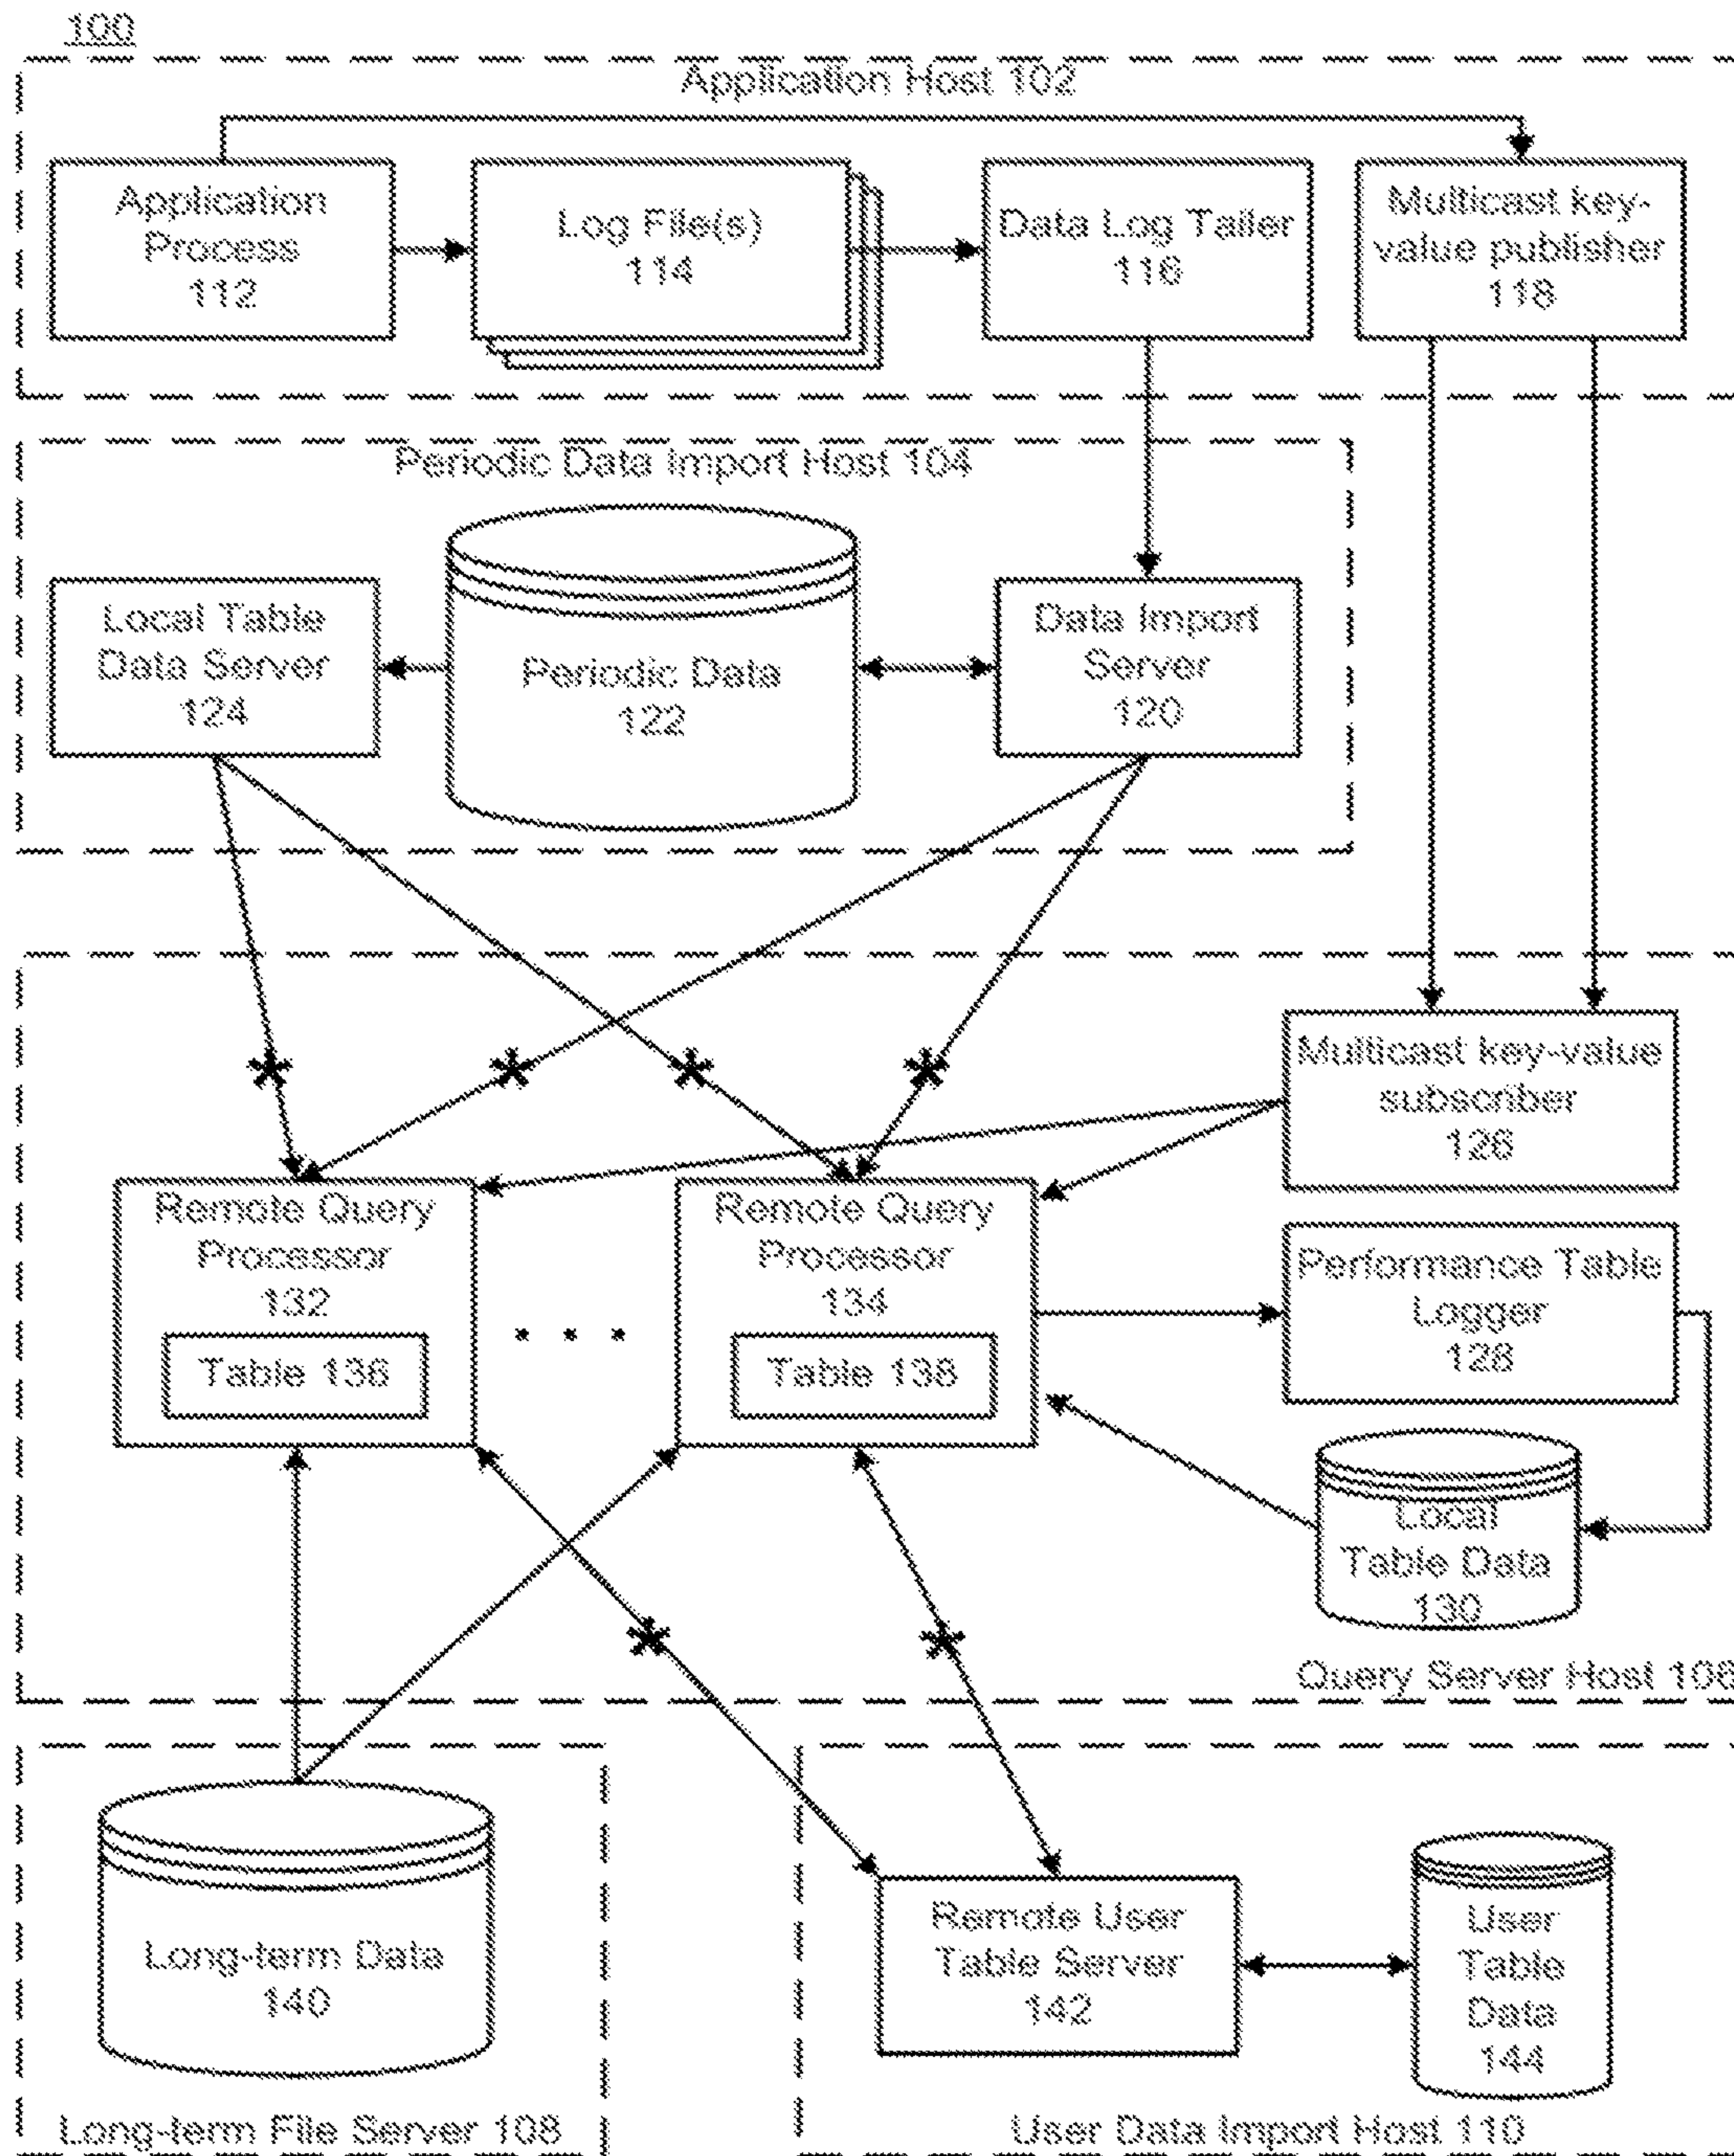 100
Application Host 102
Application
Process
112
Log File(s)
114
Data Log Tailer
116
Multicast key-
value publisher
118
Periodic Data Import Host 104
Local Table
Data Server
124
Periodic Data
122
Data Import
Server
120
Multicast key-value
subscriber
126
Remote Query
Processor
132
Table 136
Remote Query
Processor
134
Table 138
Performance Table
Logger
128
Local
Table Data
130
Query Server Host 106
Long-term Data
140
Long-term File Server 108
Remote User
Table Server
142
User
Table
Data
144
User Data Import Host 110